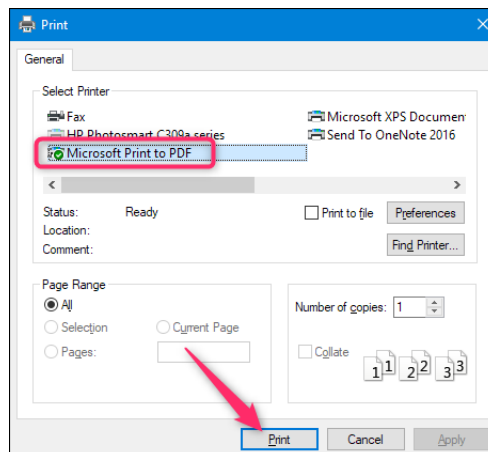 Print
General
Select Printer
Fax
Microsoft XPS Documen
HP Photosmart C309a series
Send To OneNote 2016
Microsoft Print to PDF
Status: Ready
Print to file
Preferences
Location:
Comment:
Find Printer...
Page Range
All
Selection
Current Page
Pages:
Number of copies: 1
Collate
1 1 2 2 3 3
Print
Cancel
Apply